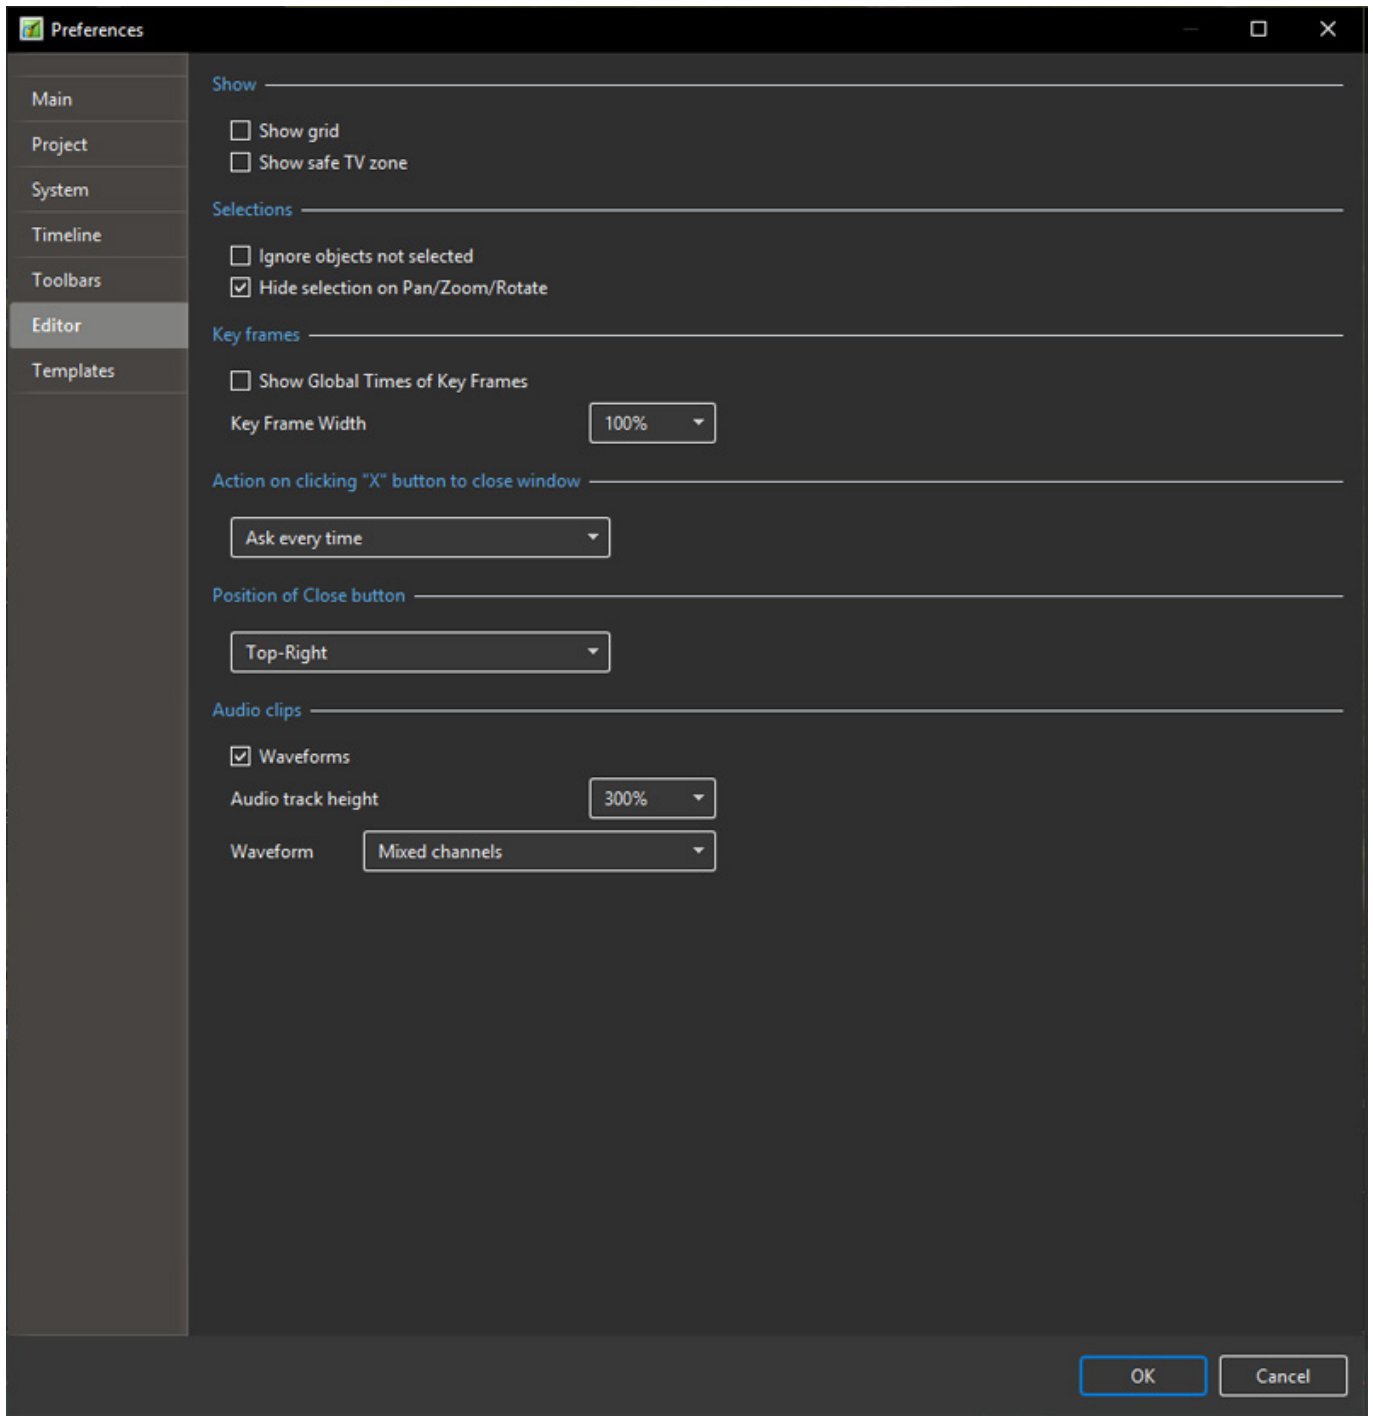 Preferences
Main
Project
System
Timeline
Toolbars
Editor
Templates
Show
Show grid
Show safe TV zone
Selections
Ignore objects not selected
Hide selection on Pan/Zoom/Rotate
Key frames
Show Global Times of Key Frames
Key Frame Width 100%
Action on clicking "X" button to close window
Ask every time
Position of Close button
Top-Right
Audio clips
Waveforms
Audio track height 300%
Waveform Mixed channels
OK Cancel